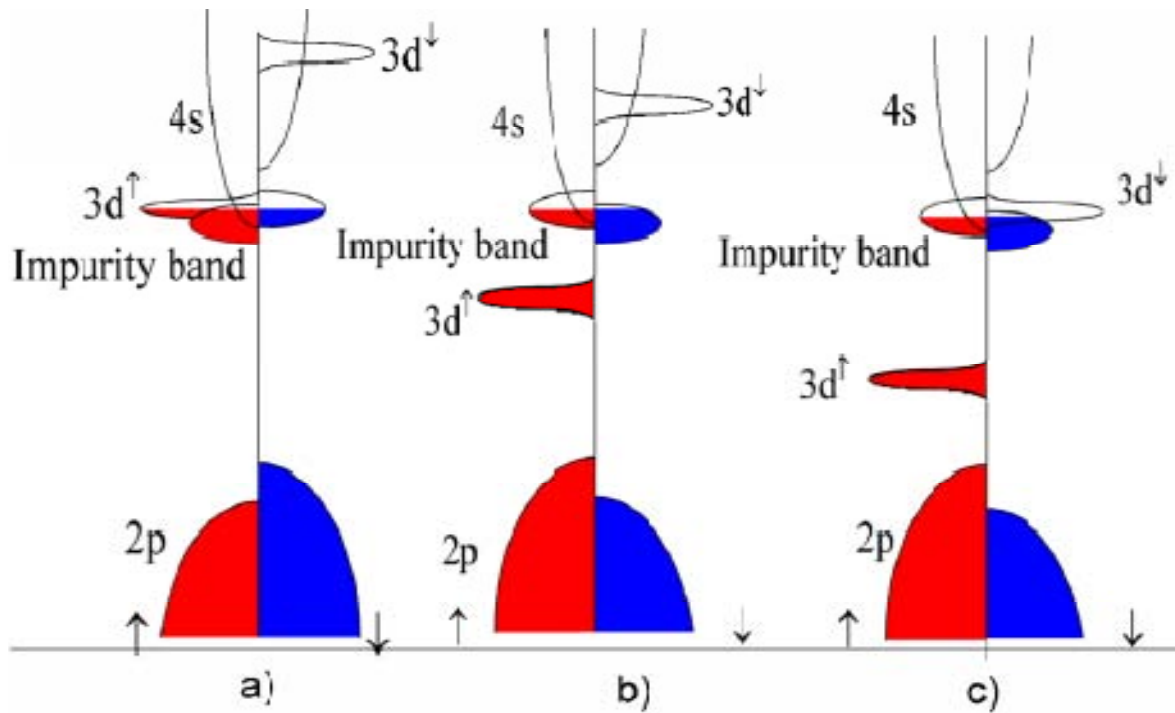 3d↓
4s
3d↑
Impurity band
2p
↑ ↓
a)
3d↓
4s
Impurity band
3d↑
2p
↑ ↓
b)
4s
3d↓
Impurity band
3d↑
2p
↑ ↓
c)